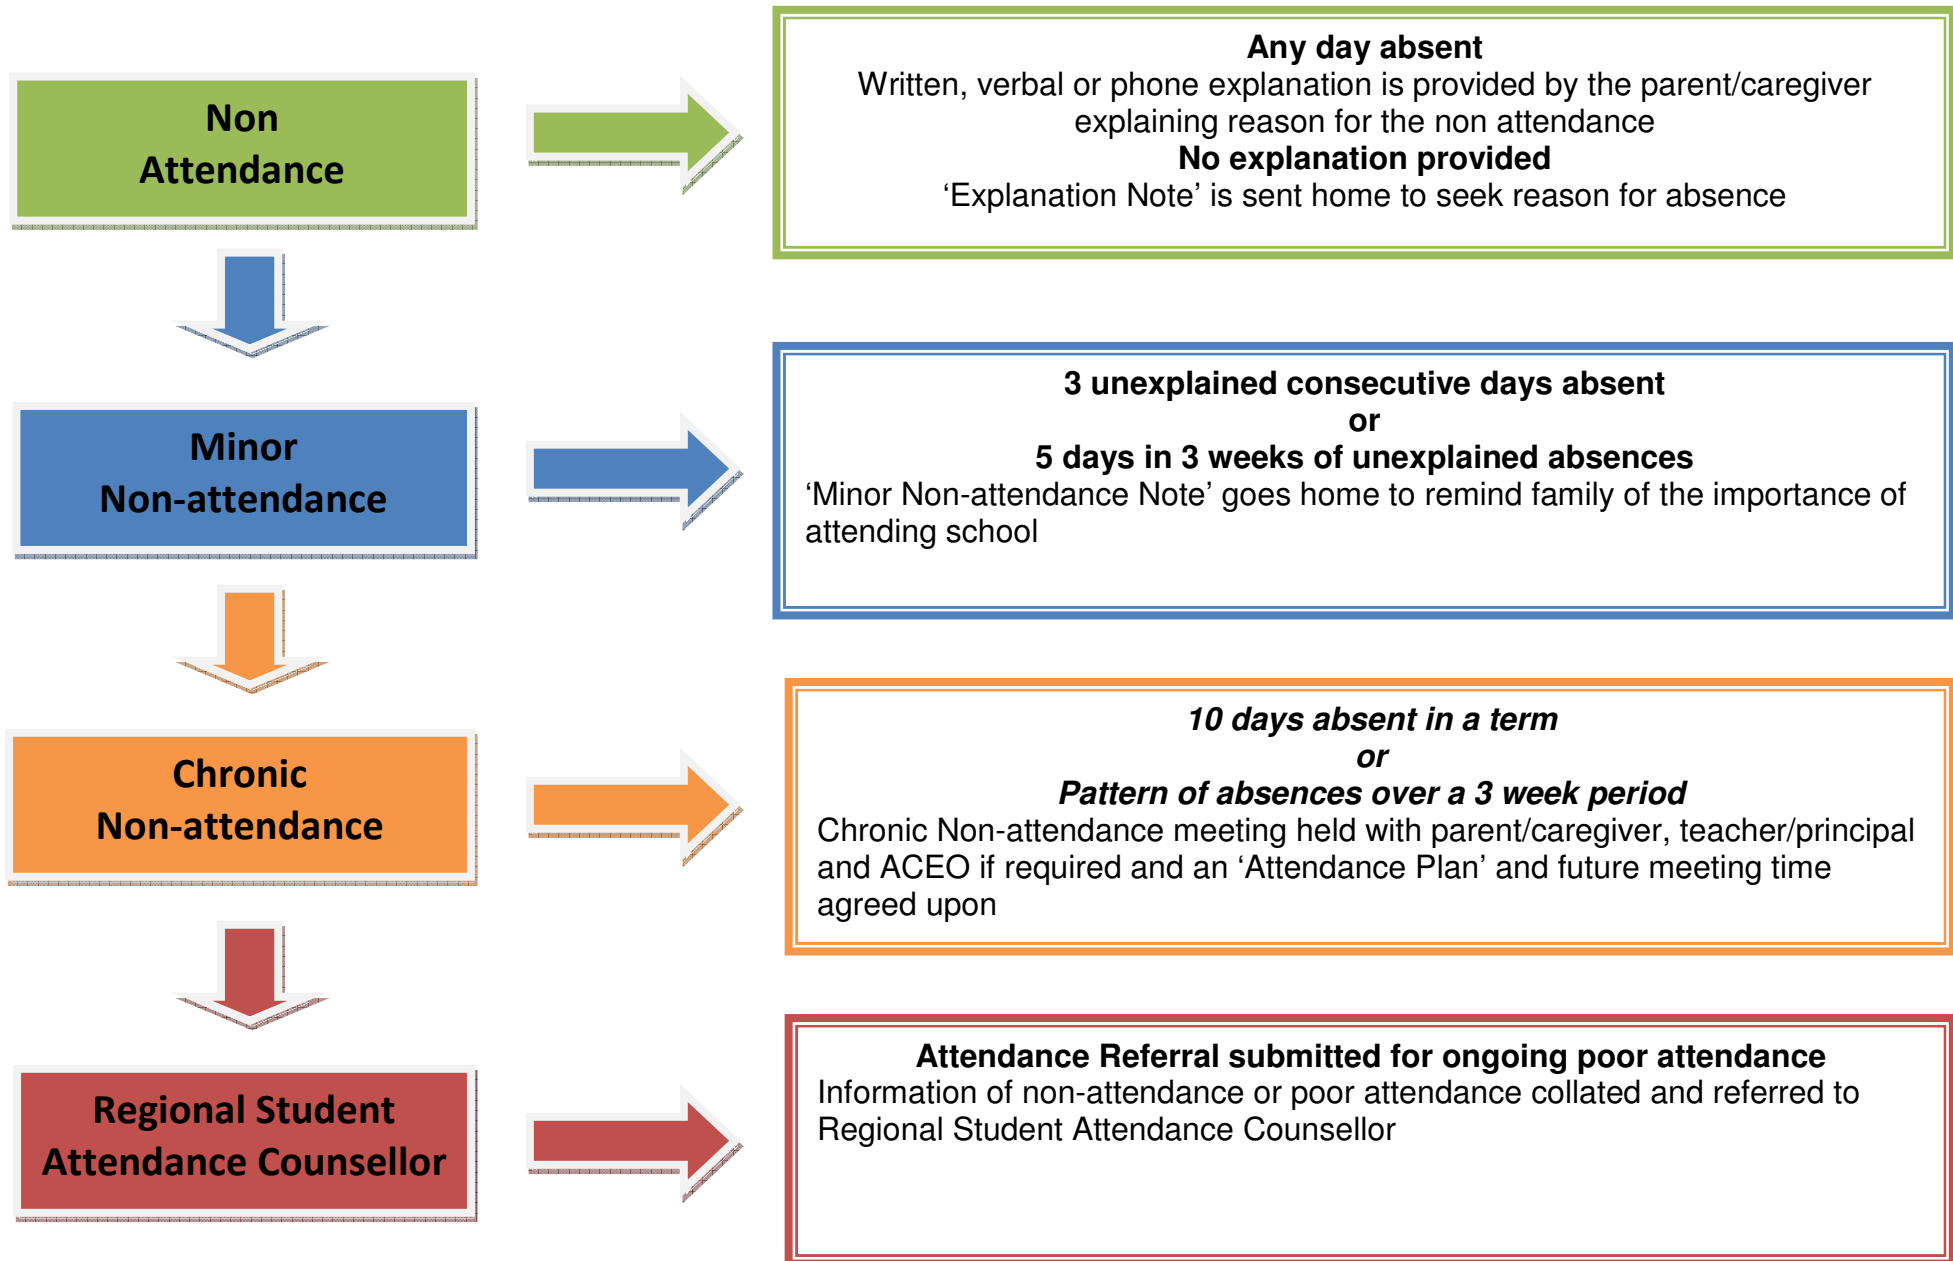 Non
Attendance
Any day absent
Written, verbal or phone explanation is provided by the parent/caregiver
explaining reason for the non attendance
No explanation provided
‘Explanation Note’ is sent home to seek reason for absence
Minor
Non-attendance
3 unexplained consecutive days absent
or
5 days in 3 weeks of unexplained absences
‘Minor Non-attendance Note’ goes home to remind family of the importance of
attending school
Chronic
Non-attendance
10 days absent in a term
or
Pattern of absences over a 3 week period
Chronic Non-attendance meeting held with parent/caregiver, teacher/principal
and ACEO if required and an ‘Attendance Plan’ and future meeting time
agreed upon
Regional Student
Attendance Counsellor
Attendance Referral submitted for ongoing poor attendance
Information of non-attendance or poor attendance collated and referred to
Regional Student Attendance Counsellor